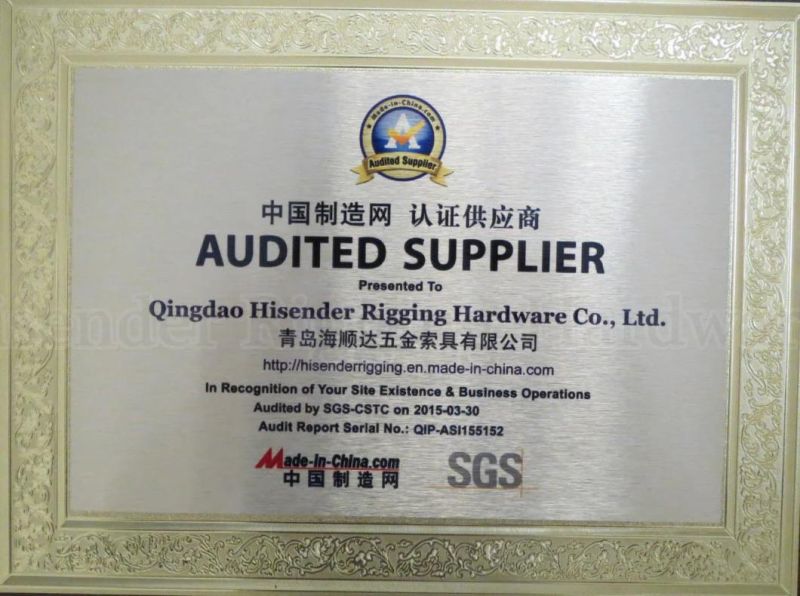 Made-in-China.com
Audited Supplier
中国制造网 认证供应商
AUDITED SUPPLIER
Presented To
Qingdao Hisender Rigging Hardware Co., Ltd.
青岛海顺达五金索具有限公司
http://hisenderrigging.en.made-in-china.com
In Recognition of Your Site Existence & Business Operations
Audited by SGS-CSTC on 2015-03-30
Audit Report Serial No.: QIP-ASI155152
Made-in-China.com
中国制造网
SGS